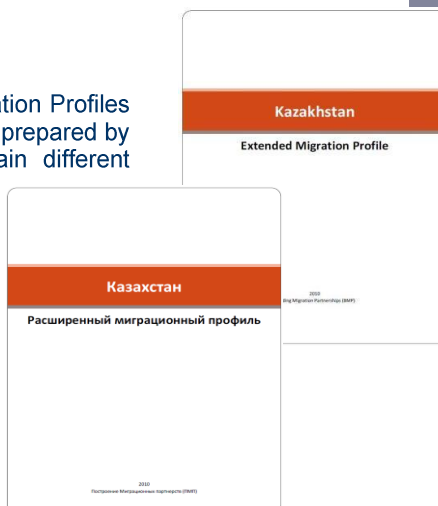 ation Profiles
prepared by
ain different
Kazakhstan
Extended Migration Profile
2010
ding Migration Partnerships (BMP)
Казахстан
Расширенный миграционный профиль
2010
Построение Миграционных партнерств (ПМП)